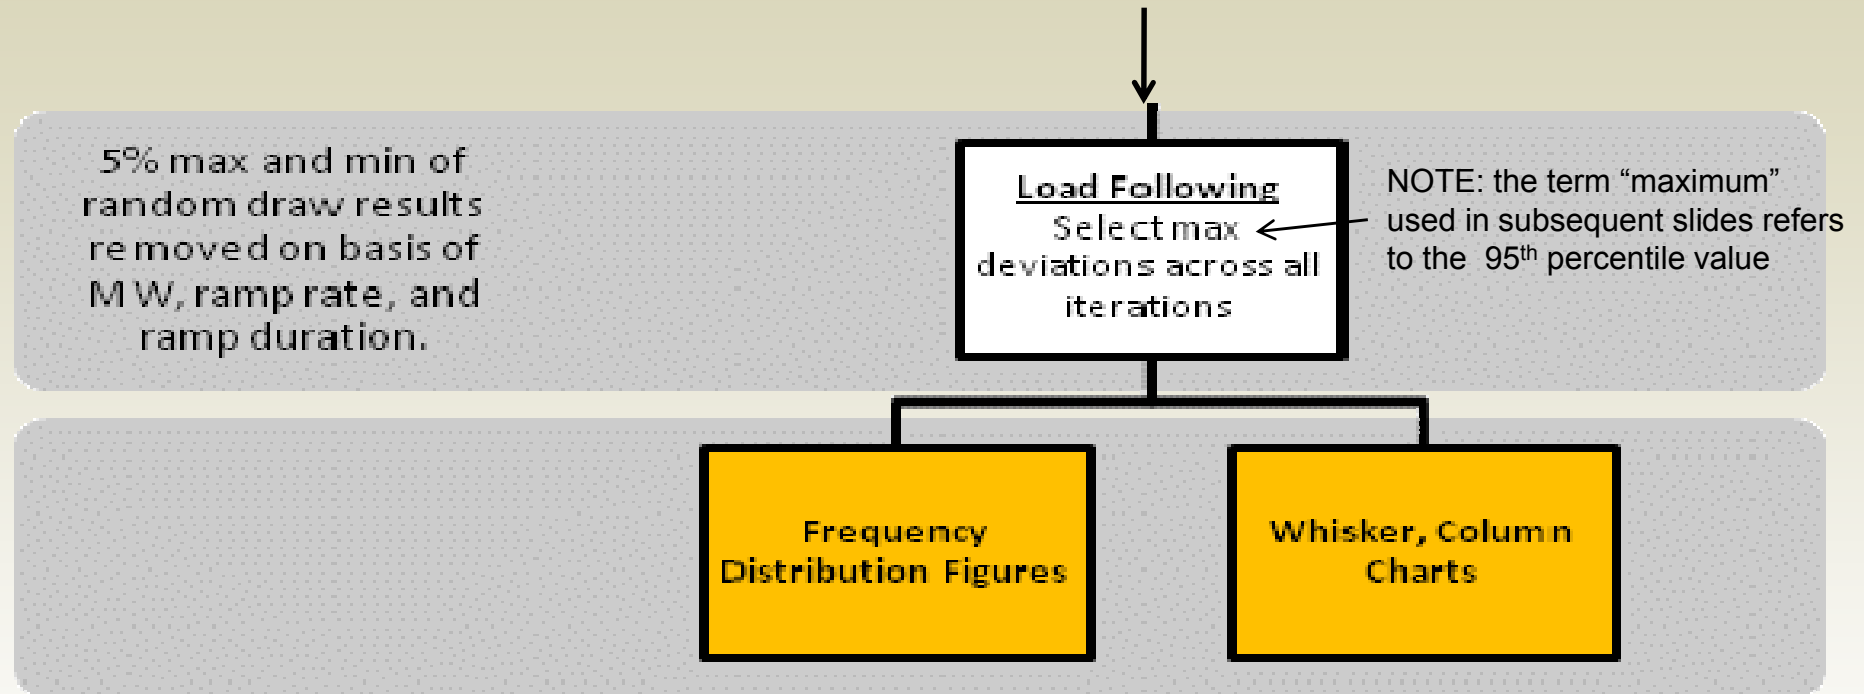 5% max and min of
random draw results
removed on basis of
MW, ramp rate, and
ramp duration.
Load Following
Select max
deviations across all
iterations
NOTE: the term “maximum”
used in subsequent slides refers
to the 95th percentile value
Frequency
Distribution Figures
Whisker, Column
Charts